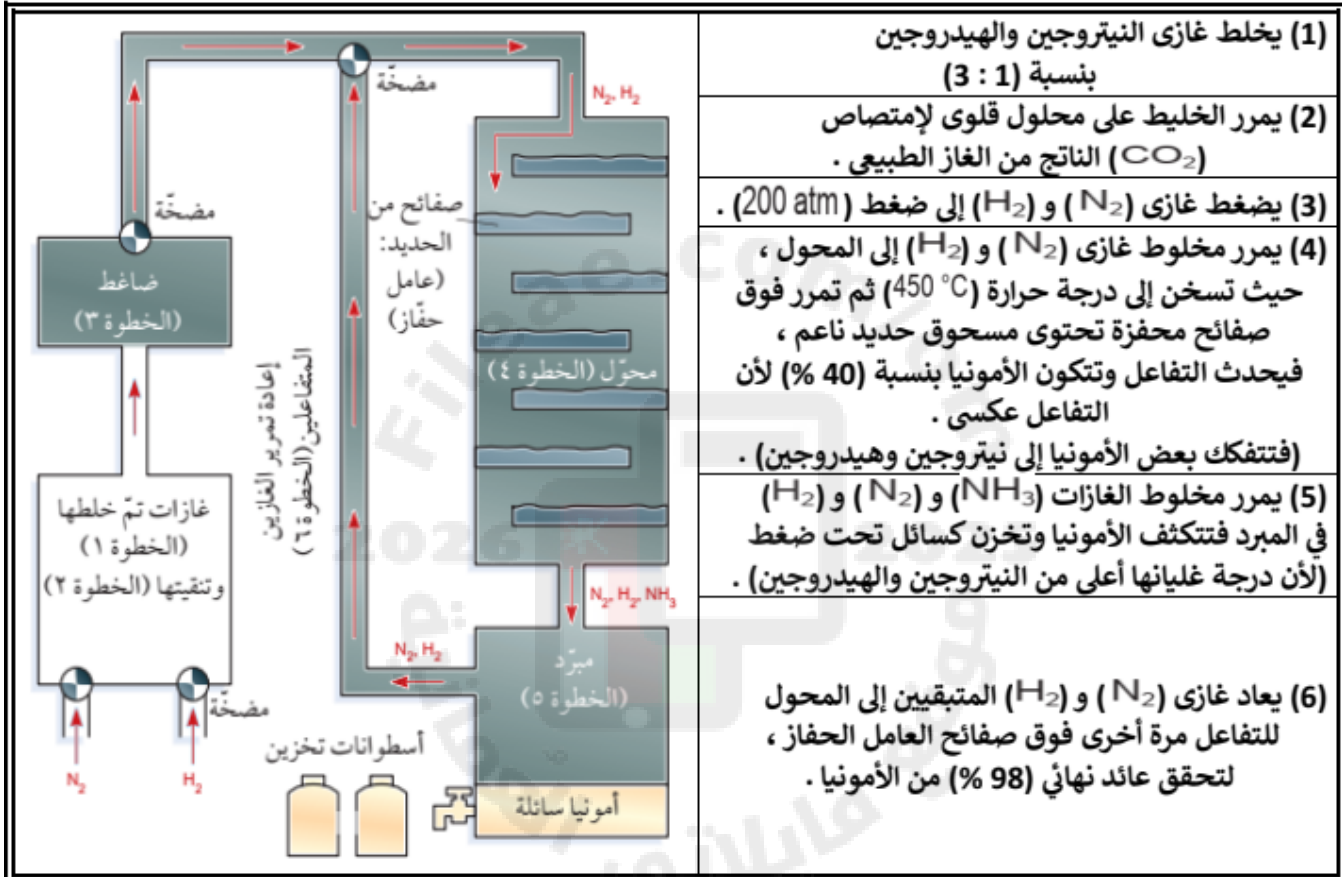 (1) يخلط غازى النيتروجين والهيدروجين
بنسبة (1 : 3)
(2) يمرر الخليط على محلول قلوى لإمتصاص
(CO₂) الناتج من الغاز الطبيعي .
(3) يضغط غازى (N₂) و (H₂) إلى ضغط (200 atm) .
(4) يمرر مخلوط غازى (N₂) و (H₂) إلى المحول ،
حيث تسخن إلى درجة حرارة (450 °C) ثم تمرر فوق
صفائح محفزة تحتوى مسحوق حديد ناعم ،
فيحدث التفاعل وتتكون الأمونيا بنسبة (40 %) لأن
التفاعل عكسى .
(فتتفكك بعض الأمونيا إلى نيتروجين وهيدروجين) .
(5) يمرر مخلوط الغازات (NH₃) و (N₂) و (H₂)
في المبرد فتتكثف الأمونيا وتخزن كسائل تحت ضغط
(لأن درجة غليانها أعلى من النيتروجين والهيدروجين) .
(6) يعاد غازى (N₂) و (H₂) المتبقيين إلى المحول
للتفاعل مرة أخرى فوق صفائح العامل الحفاز ،
لتحقق عائد نهائي (98 %) من الأمونيا .
مضخّة
N₂, H₂
مضخّة
صفائح من
الحديد:
(عامل
حفّاز)
ضاغط
(الخطوة ٣)
محوّل (الخطوة ٤)
إعادة تمرير الغازين
المتفاعلين (الخطوة ٦)
غازات تمّ خلطها
(الخطوة ١)
وتنقيتها (الخطوة ٢)
N₂, H₂, NH₃
N₂, H₂
مبرّد
(الخطوة ٥)
مضخّة
N₂
H₂
أسطوانات تخزين
أمونيا سائلة
Filsae.com
2026